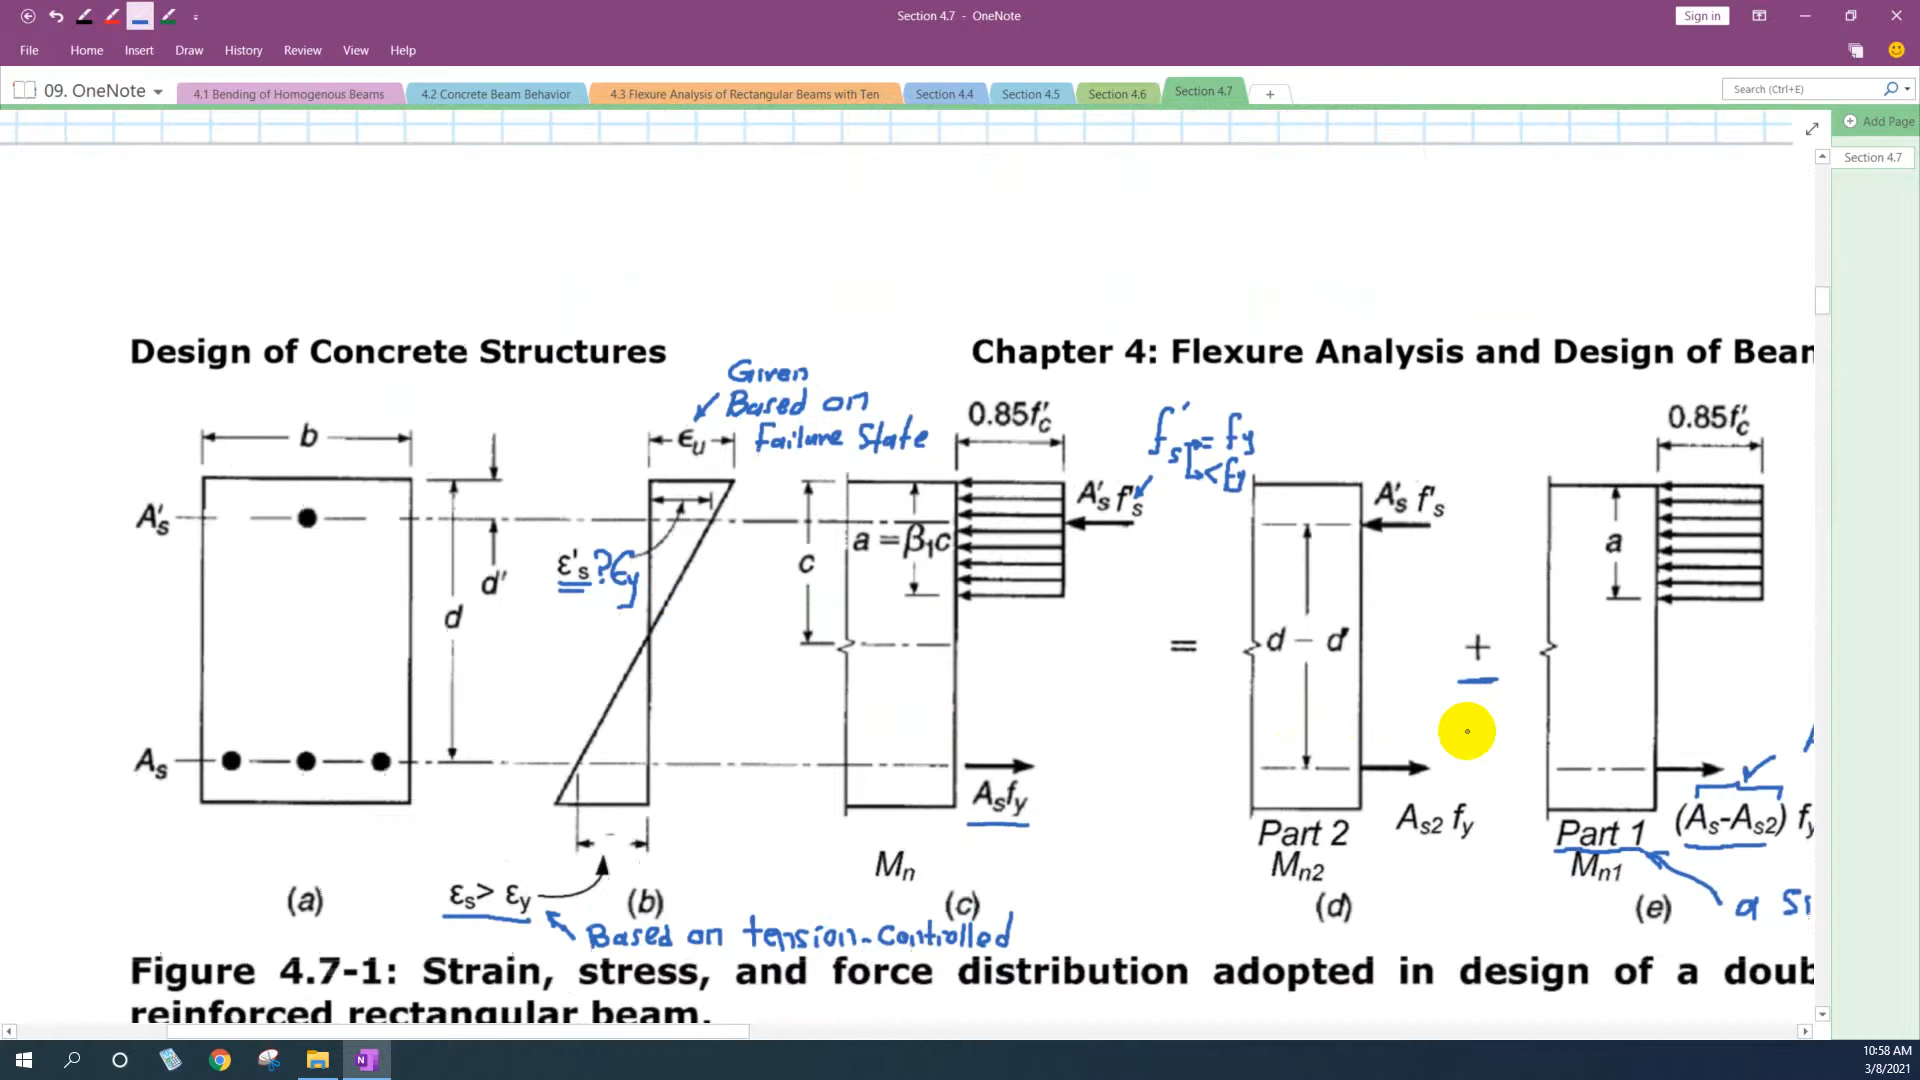 Section 4.7 - OneNote
Sign in
File Home Insert Draw History Review View Help
09. OneNote
4.1 Bending of Homogenous Beams
4.2 Concrete Beam Behavior
4.3 Flexure Analysis of Rectangular Beams with Ten
Section 4.4
Section 4.5
Section 4.6
Section 4.7
Search (Ctrl+E)
Add Page
Section 4.7
Design of Concrete Structures
Chapter 4: Flexure Analysis and Design of Bean
Given
Based on
Failure State
b
ϵu
0.85f'c
f's = fy
< fy
0.85f'c
A's
d'
d
ε's ? ϵy
c
a = β1c
A's f's
=
d - d'
A's f's
+
a
As
Asfy
As2 fy
(As-As2) fy
Mn
Part 2
Mn2
Part 1
Mn1
εs > εy
(a)
(b)
(c)
(d)
(e)
a Si
Based on tension-Controlled
Figure 4.7-1: Strain, stress, and force distribution adopted in design of a doub
reinforced rectangular beam.
10:58 AM
3/8/2021